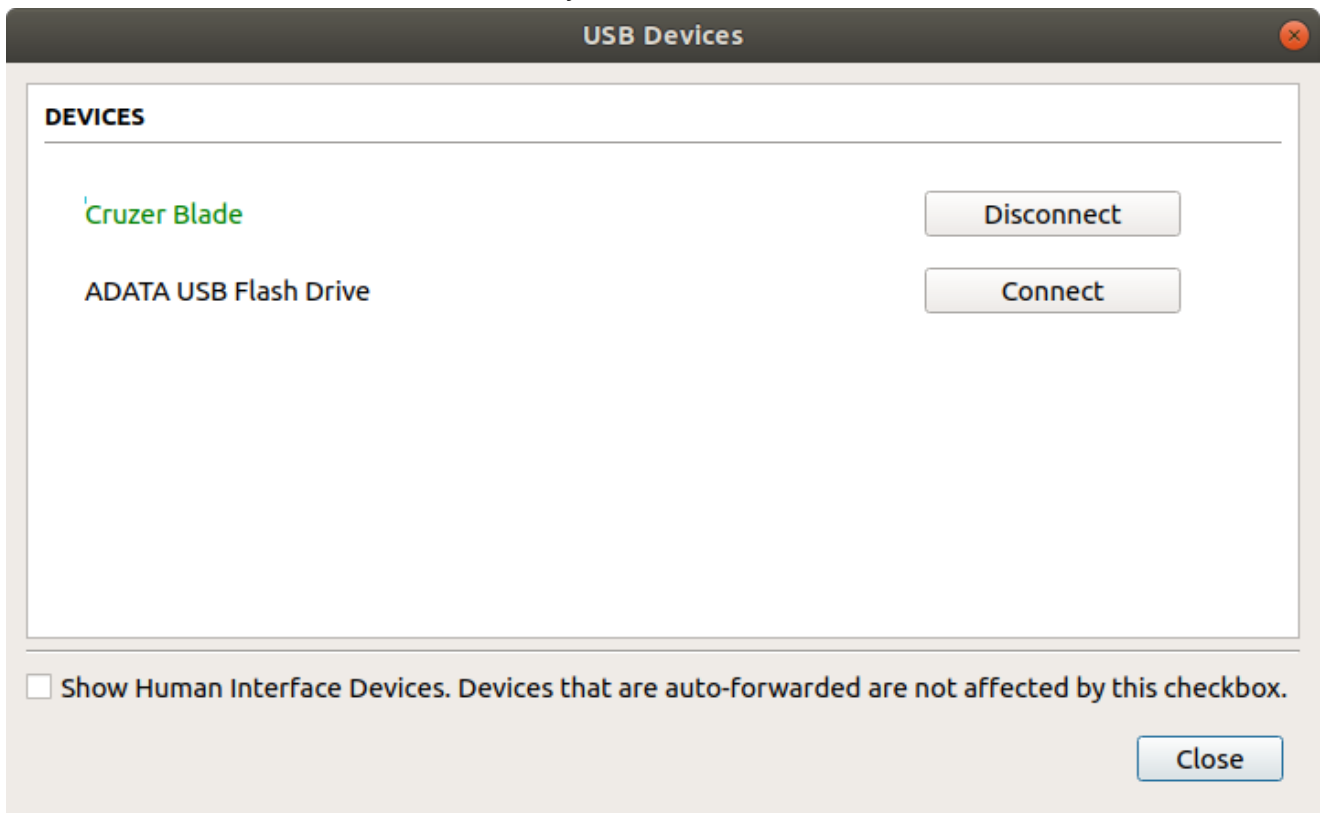 USB Devices
DEVICES
Cruzer Blade
Disconnect
ADATA USB Flash Drive
Connect
Show Human Interface Devices. Devices that are auto-forwarded are not affected by this checkbox.
Close